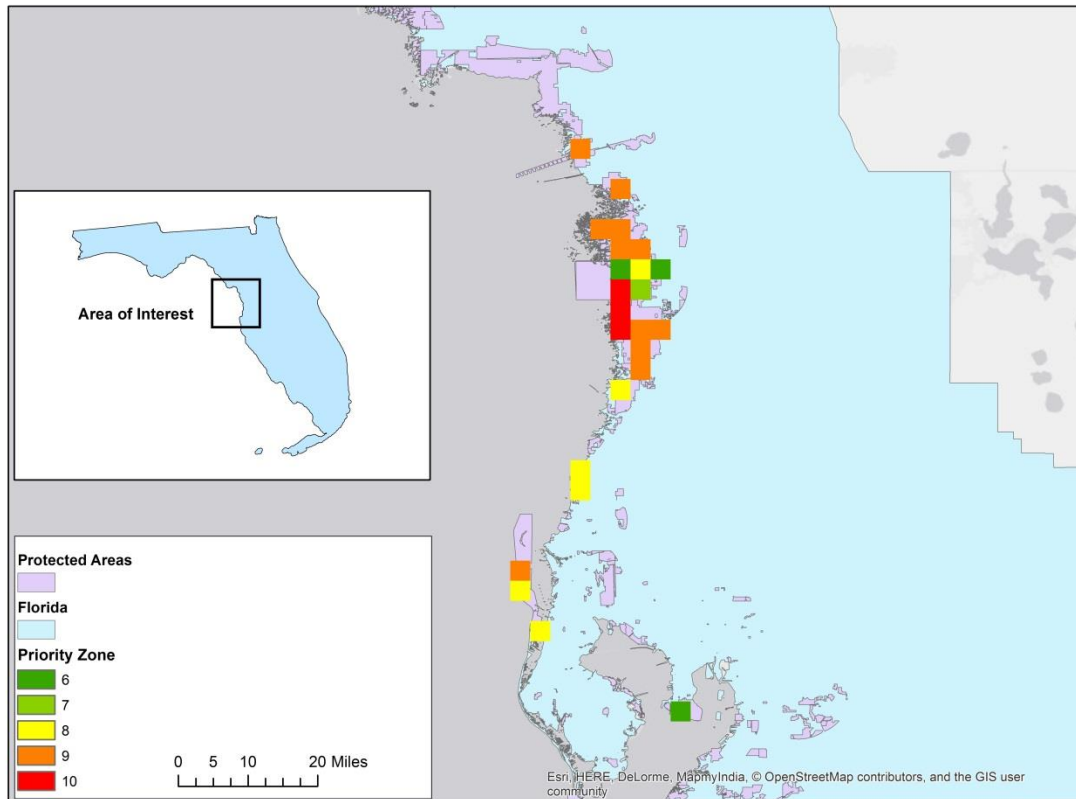 Area of Interest
Protected Areas
Florida
Priority Zone
6
7
8
9
10
0 5 10 20 Miles
Esri, HERE, DeLorme, MapmyIndia, © OpenStreetMap contributors, and the GIS user
community